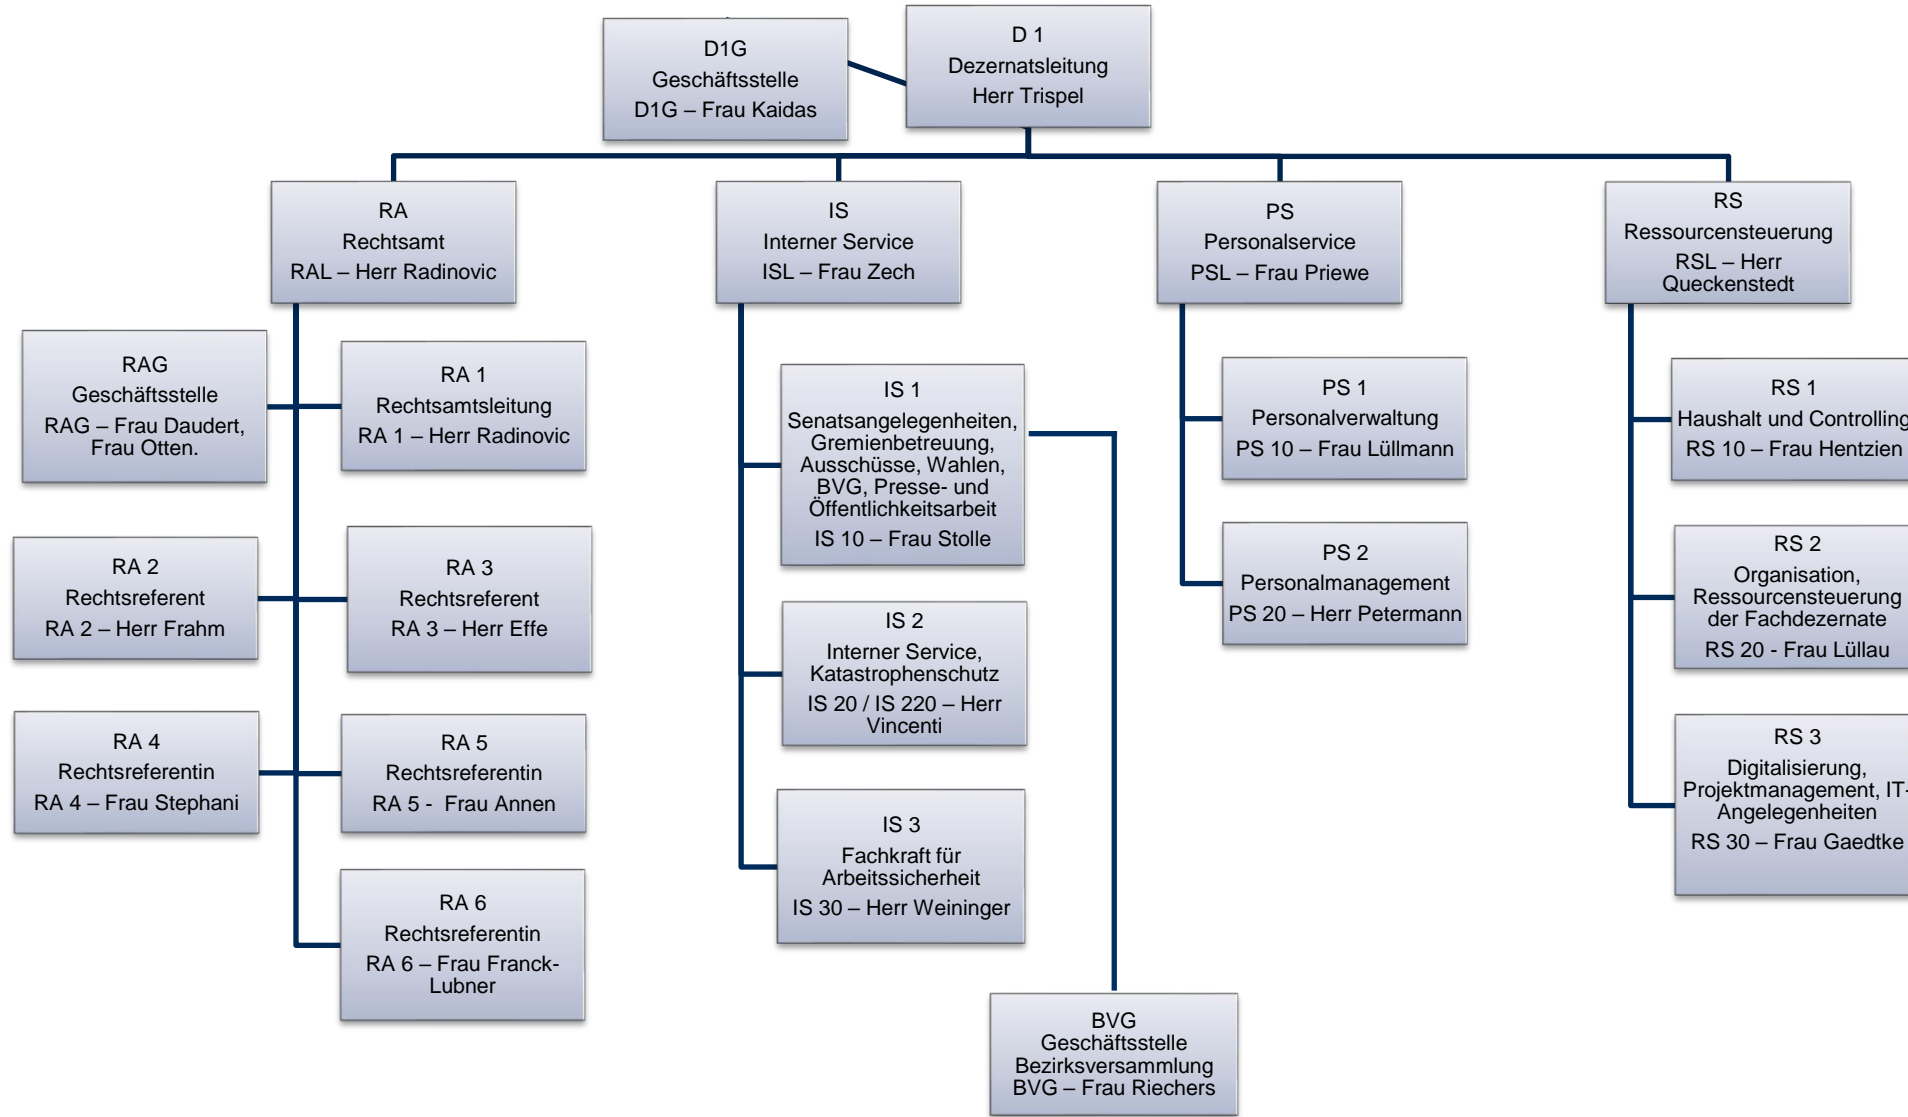 D1G
Geschäftsstelle
D1G – Frau Kaidas
D 1
Dezernatsleitung
Herr Trispel
RA
Rechtsamt
RAL – Herr Radinovic
IS
Interner Service
ISL – Frau Zech
PS
Personalservice
PSL – Frau Priewe
RS
Ressourcensteuerung
RSL – Herr
Queckenstedt
RAG
Geschäftsstelle
RAG – Frau Daudert,
Frau Otten.
RA 1
Rechtsamtsleitung
RA 1 – Herr Radinovic
RA 2
Rechtsreferent
RA 2 – Herr Frahm
RA 3
Rechtsreferent
RA 3 – Herr Effe
RA 4
Rechtsreferentin
RA 4 – Frau Stephani
RA 5
Rechtsreferentin
RA 5 -  Frau Annen
RA 6
Rechtsreferentin
RA 6 – Frau Franck-
Lubner
IS 1
Senatsangelegenheiten,
Gremienbetreuung,
Ausschüsse, Wahlen,
BVG, Presse- und
Öffentlichkeitsarbeit
IS 10 – Frau Stolle
IS 2
Interner Service,
Katastrophenschutz
IS 20 / IS 220 – Herr
Vincenti
IS 3
Fachkraft für
Arbeitssicherheit
IS 30 – Herr Weininger
BVG
Geschäftsstelle
Bezirksversammlung
BVG – Frau Riechers
PS 1
Personalverwaltung
PS 10 – Frau Lüllmann
PS 2
Personalmanagement
PS 20 – Herr Petermann
RS 1
Haushalt und Controlling
RS 10 – Frau Hentzien
RS 2
Organisation,
Ressourcensteuerung
der Fachdezernate
RS 20 - Frau Lüllau
RS 3
Digitalisierung,
Projektmanagement, IT-
Angelegenheiten
RS 30 – Frau Gaedtke